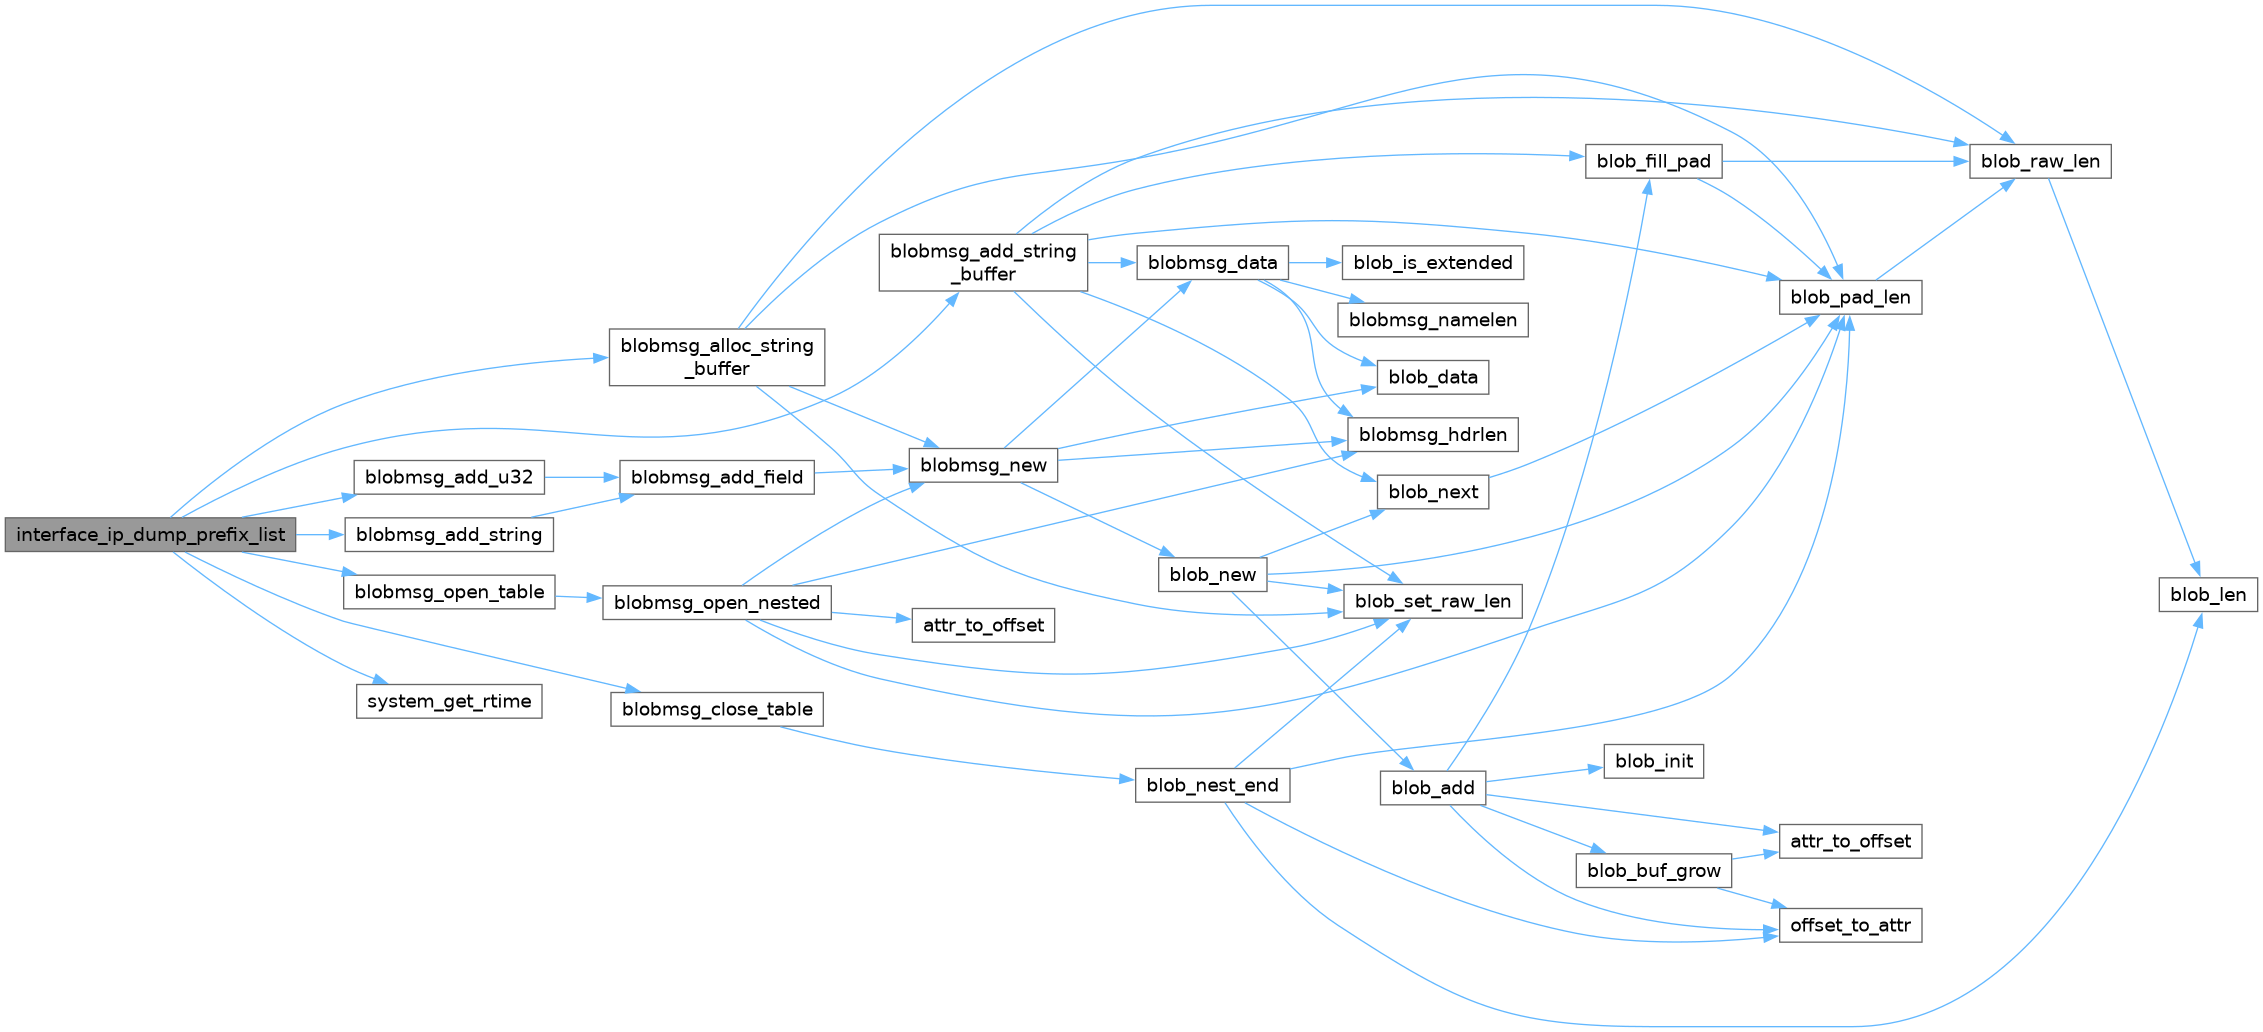 interface_ip_dump_prefix_list
blobmsg_alloc_string
_buffer
blobmsg_add_string
_buffer
blobmsg_add_u32
blobmsg_add_string
blobmsg_open_table
system_get_rtime
blobmsg_close_table
blobmsg_add_field
blobmsg_open_nested
blobmsg_new
attr_to_offset
blobmsg_data
blob_new
blob_nest_end
blob_is_extended
blobmsg_namelen
blob_data
blobmsg_hdrlen
blob_next
blob_set_raw_len
blob_add
blob_fill_pad
blob_init
blob_buf_grow
blob_pad_len
attr_to_offset
offset_to_attr
blob_raw_len
blob_len